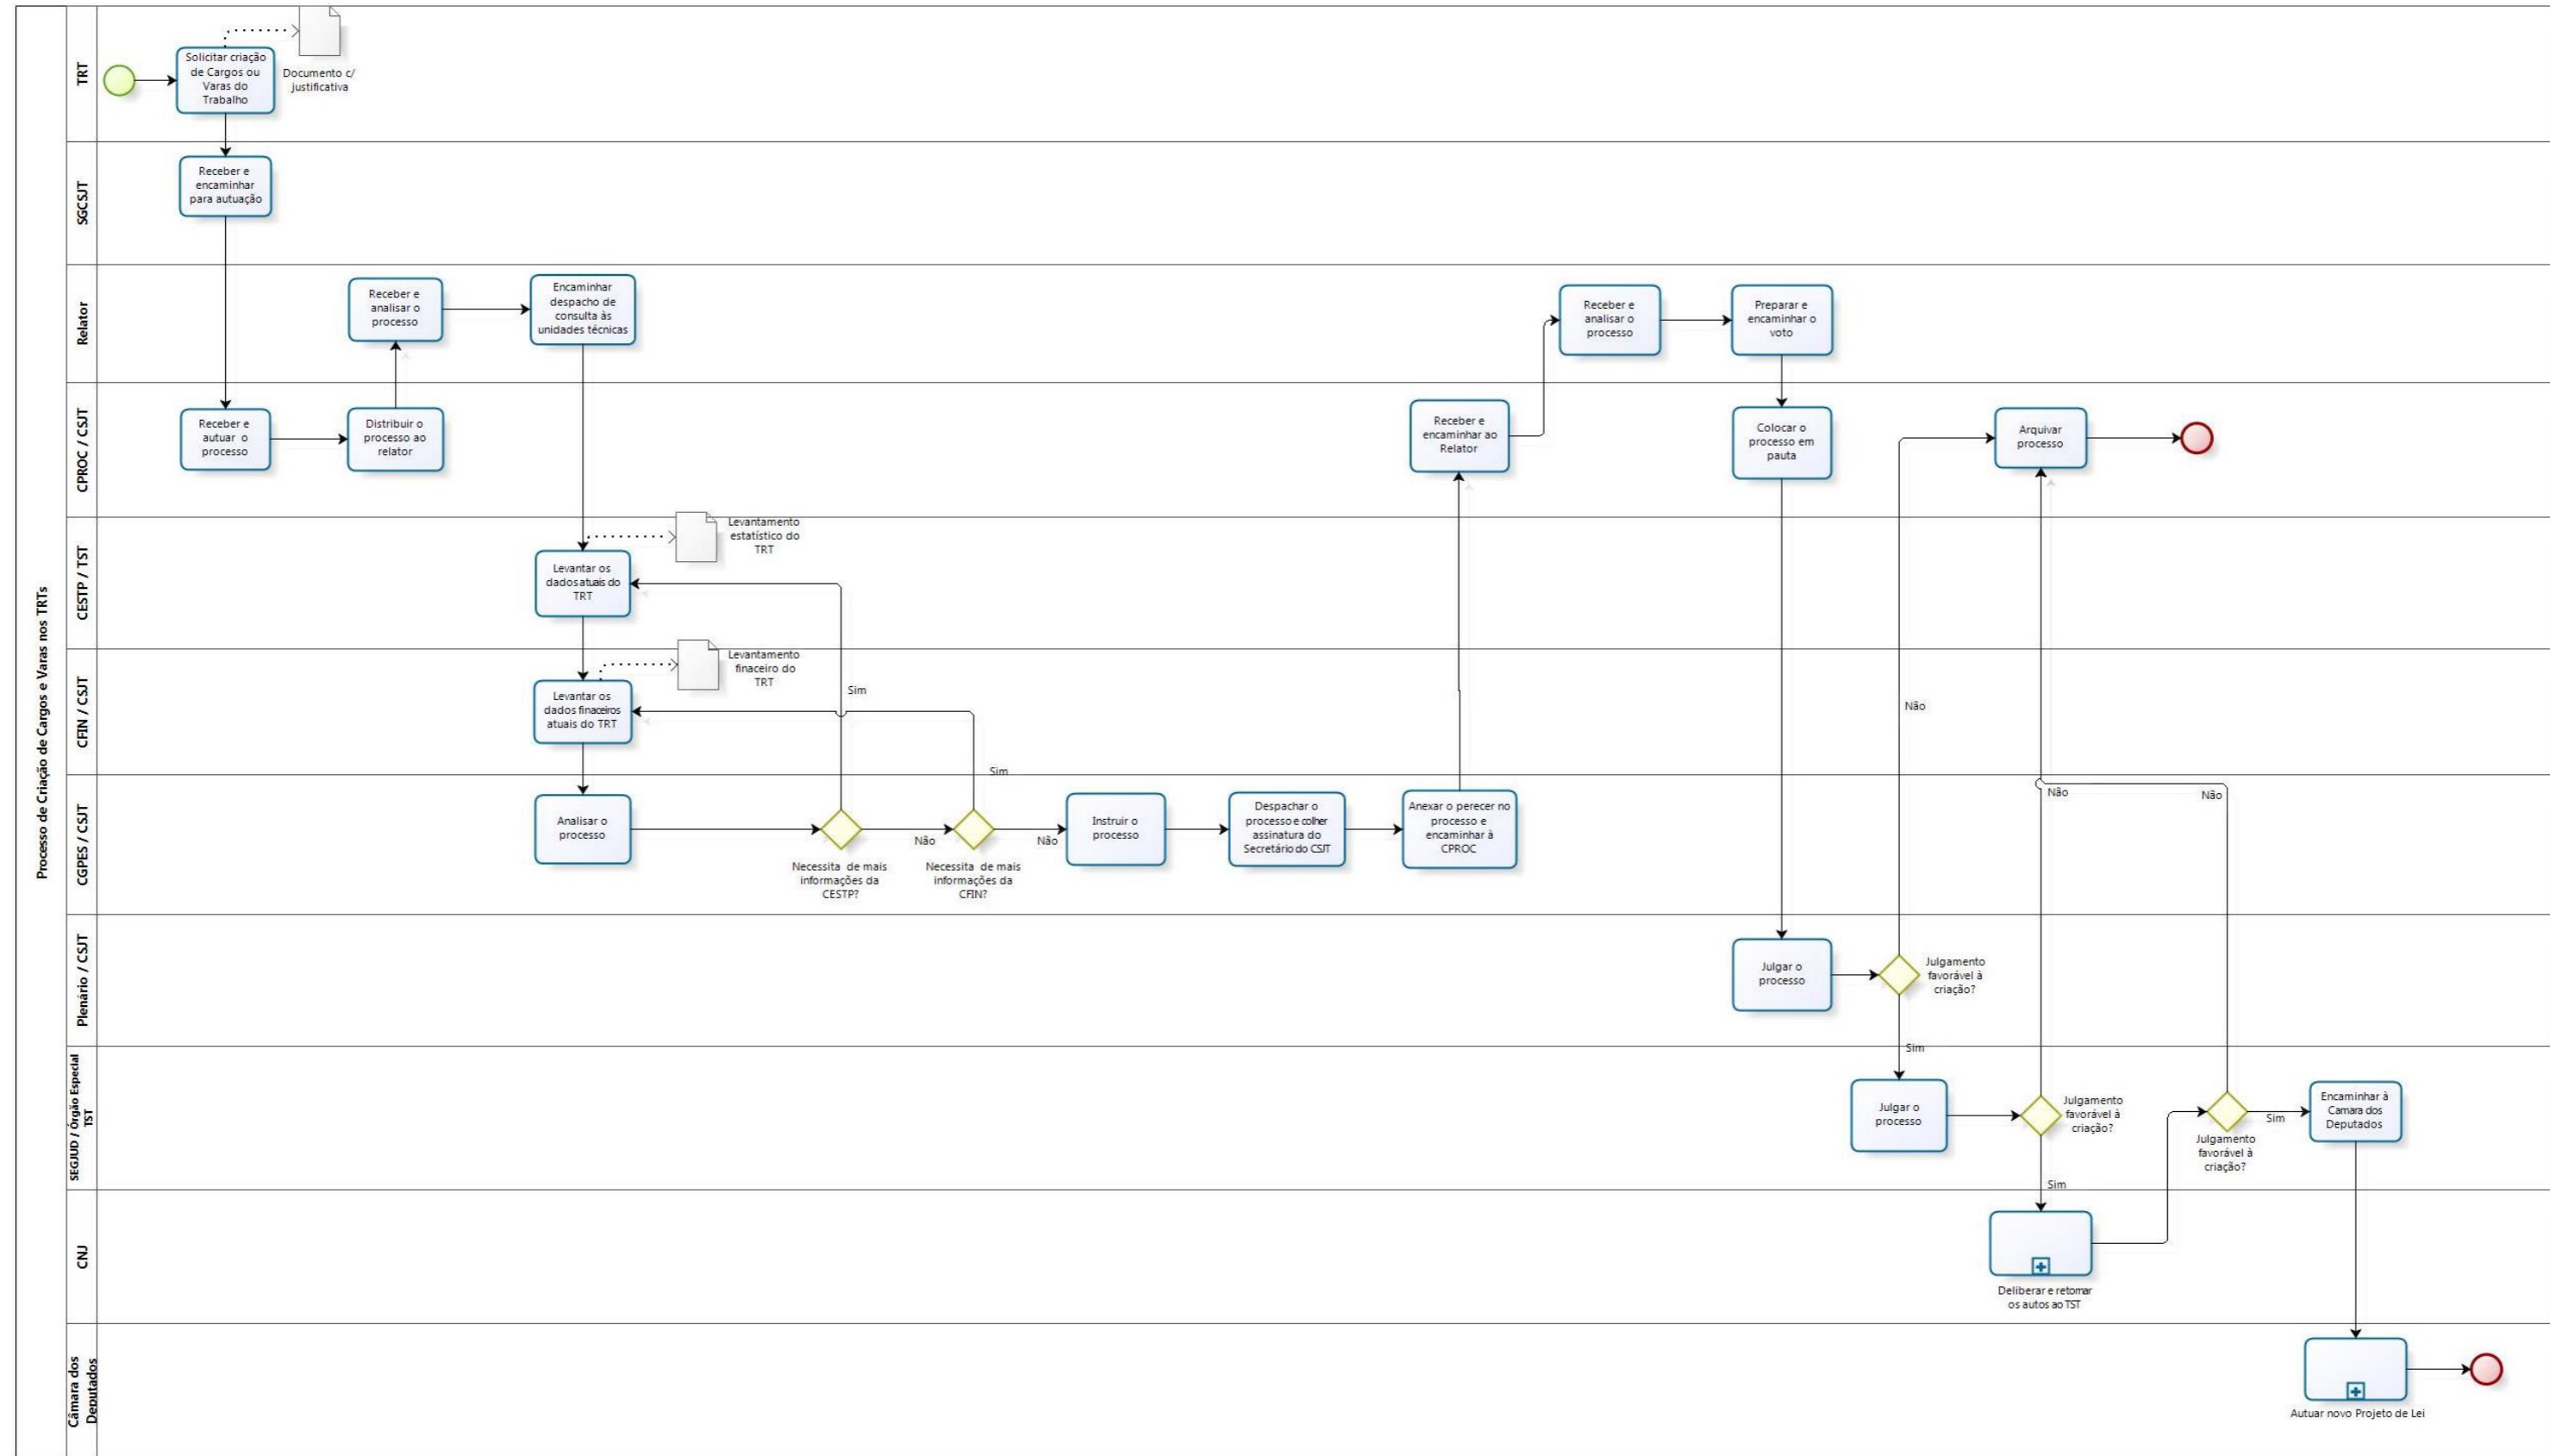 Processo de Criação de Cargos e Varas nos TRTs
TRT
Solicitar criação
de Cargos ou
Varas do
Trabalho
Documento c/
justificativa
SGCSJT
Receber e
encaminhar
para autuação
Relator
Receber e
analisar o
processo
Encaminhar
despacho de
consulta às
unidades técnicas
Receber e
analisar o
processo
Preparar e
encaminhar o
voto
CPROC / CSJT
Receber e
autuar o
processo
Distribuir o
processo ao
relator
Receber e
encaminhar ao
Relator
Colocar o
processo em
pauta
Arquivar
processo
CESTP / TST
Levantamento
estatístico do
TRT
Levantar os
dados atuais do
TRT
CFIN / CSJT
Levantamento
finaceiro do
TRT
Levantar os
dados finaceiros
atuais do TRT
Sim
Sim
Não
CGPES / CSJT
Analisar o
processo
Necessita de mais
informações da
CESTP?
Não
Necessita de mais
informações da
CFIN?
Não
Instruir o
processo
Despachar o
processo e colher
assinatura do
Secretário do CSJT
Anexar o perecer no
processo e
encaminhar à
CPROC
Não
Não
Plenário / CSJT
Julgar o
processo
Julgamento
favorável à
criação?
Sim
SEGJUD / Órgão Especial
TST
Julgar o
processo
Julgamento
favorável à
criação?
Sim
Julgamento
favorável à
criação?
Sim
Encaminhar à
Camara dos
Deputados
CNJ
Deliberar e retornar
os autos ao TST
Câmara dos
Deputados
Autuar novo Projeto de Lei